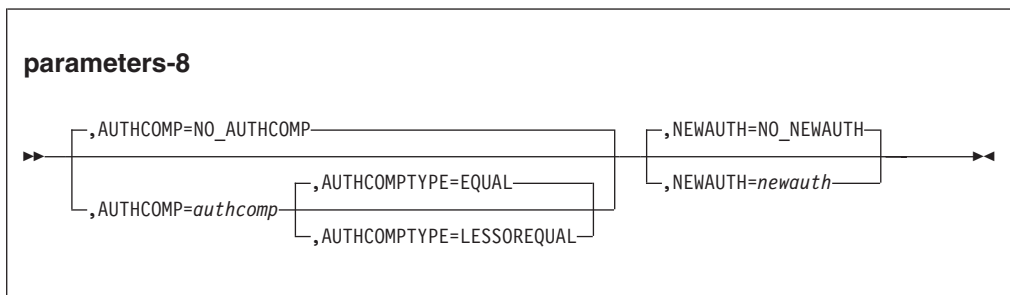 parameters-8
,AUTHCOMP=NO_AUTHCOMP ,NEWAUTH=NO_NEWAUTH
,AUTHCOMP=authcomp ,AUTHCOMPTYPE=EQUAL ,NEWAUTH=newauth
,AUTHCOMPTYPE=LESSOREQUAL